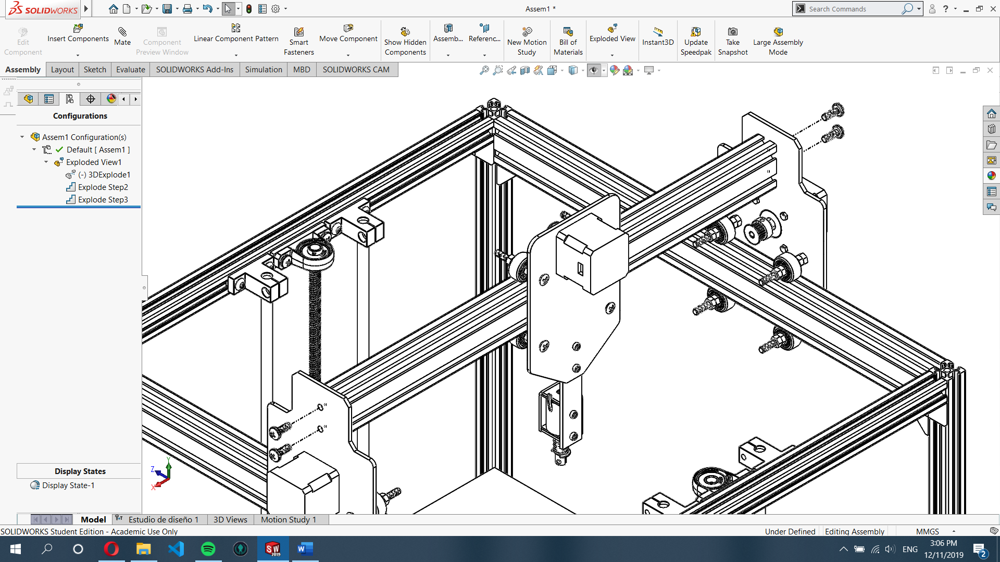 SOLIDWORKS
Assem1 *
Search Commands
?
Edit Component
Insert Components
Mate
Component Preview Window
Linear Component Pattern
Smart Fasteners
Move Component
Show Hidden Components
Assemb...
Referenc...
New Motion Study
Bill of Materials
Exploded View
Instant3D
Update Speedpak
Take Snapshot
Large Assembly Mode
Assembly
Layout
Sketch
Evaluate
SOLIDWORKS Add-Ins
Simulation
MBD
SOLIDWORKS CAM
Configurations
Assem1 Configuration(s)
Default [ Assem1 ]
Exploded View1
(-) 3DExplode1
Explode Step2
Explode Step3
Display States
Display State-1
Y
Z
X
Model
Estudio de diseño 1
3D Views
Motion Study 1
SOLIDWORKS Student Edition - Academic Use Only
Under Defined
Editing Assembly
MMGS
SW
2019
W
ENG
3:06 PM
12/11/2019
2